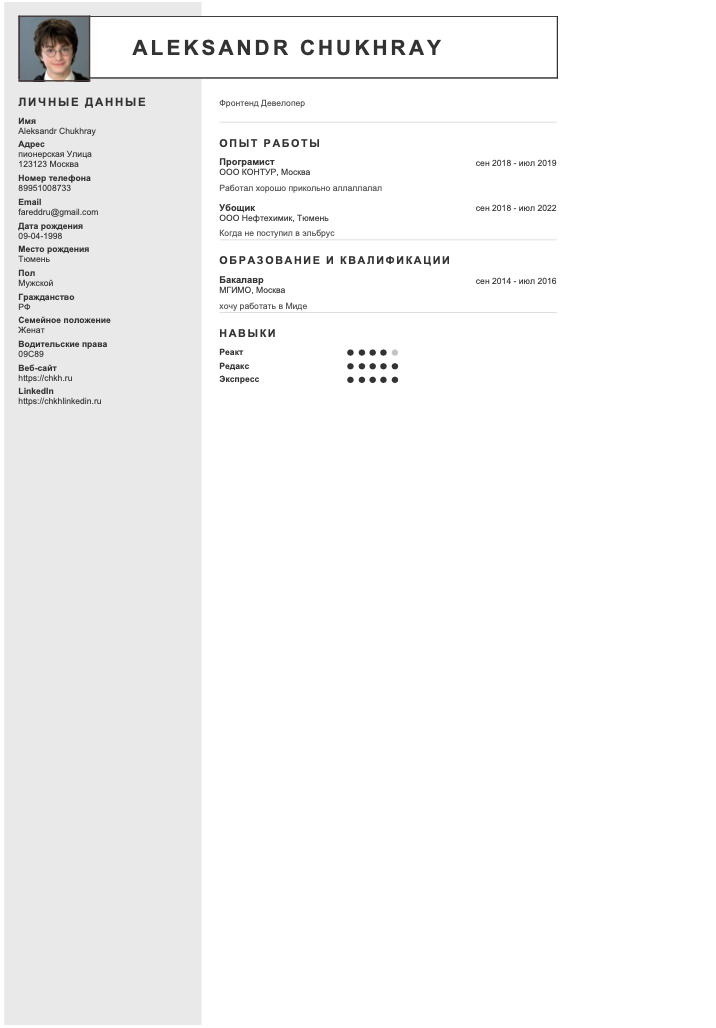 ALEKSANDR CHUKHRAY
ЛИЧНЫЕ ДАННЫЕ
Имя
Aleksandr Chukhray
Адрес
пионерская Улица
123123 Москва
Номер телефона
89951008733
Email
fareddru@gmail.com
Дата рождения
09-04-1998
Место рождения
Тюмень
Пол
Мужской
Гражданство
РФ
Семейное положение
Женат
Водительские права
09C89
Веб-сайт
https://chkh.ru
LinkedIn
https://chkhlinkedin.ru
Фронтенд Девелопер
ОПЫТ РАБОТЫ
Програмист сен 2018 - июл 2019
ООО КОНТУР, Москва
Работал хорошо прикольно аллаплапал
Убощик сен 2018 - июл 2022
ООО Нефтехимик, Тюмень
Когда не поступил в эльбрус
ОБРАЗОВАНИЕ И КВАЛИФИКАЦИИ
Бакалавр сен 2014 - июл 2016
МГИМО, Москва
хочу работать в Миде
НАВЫКИ
Реакт
Редакс
Экспресс